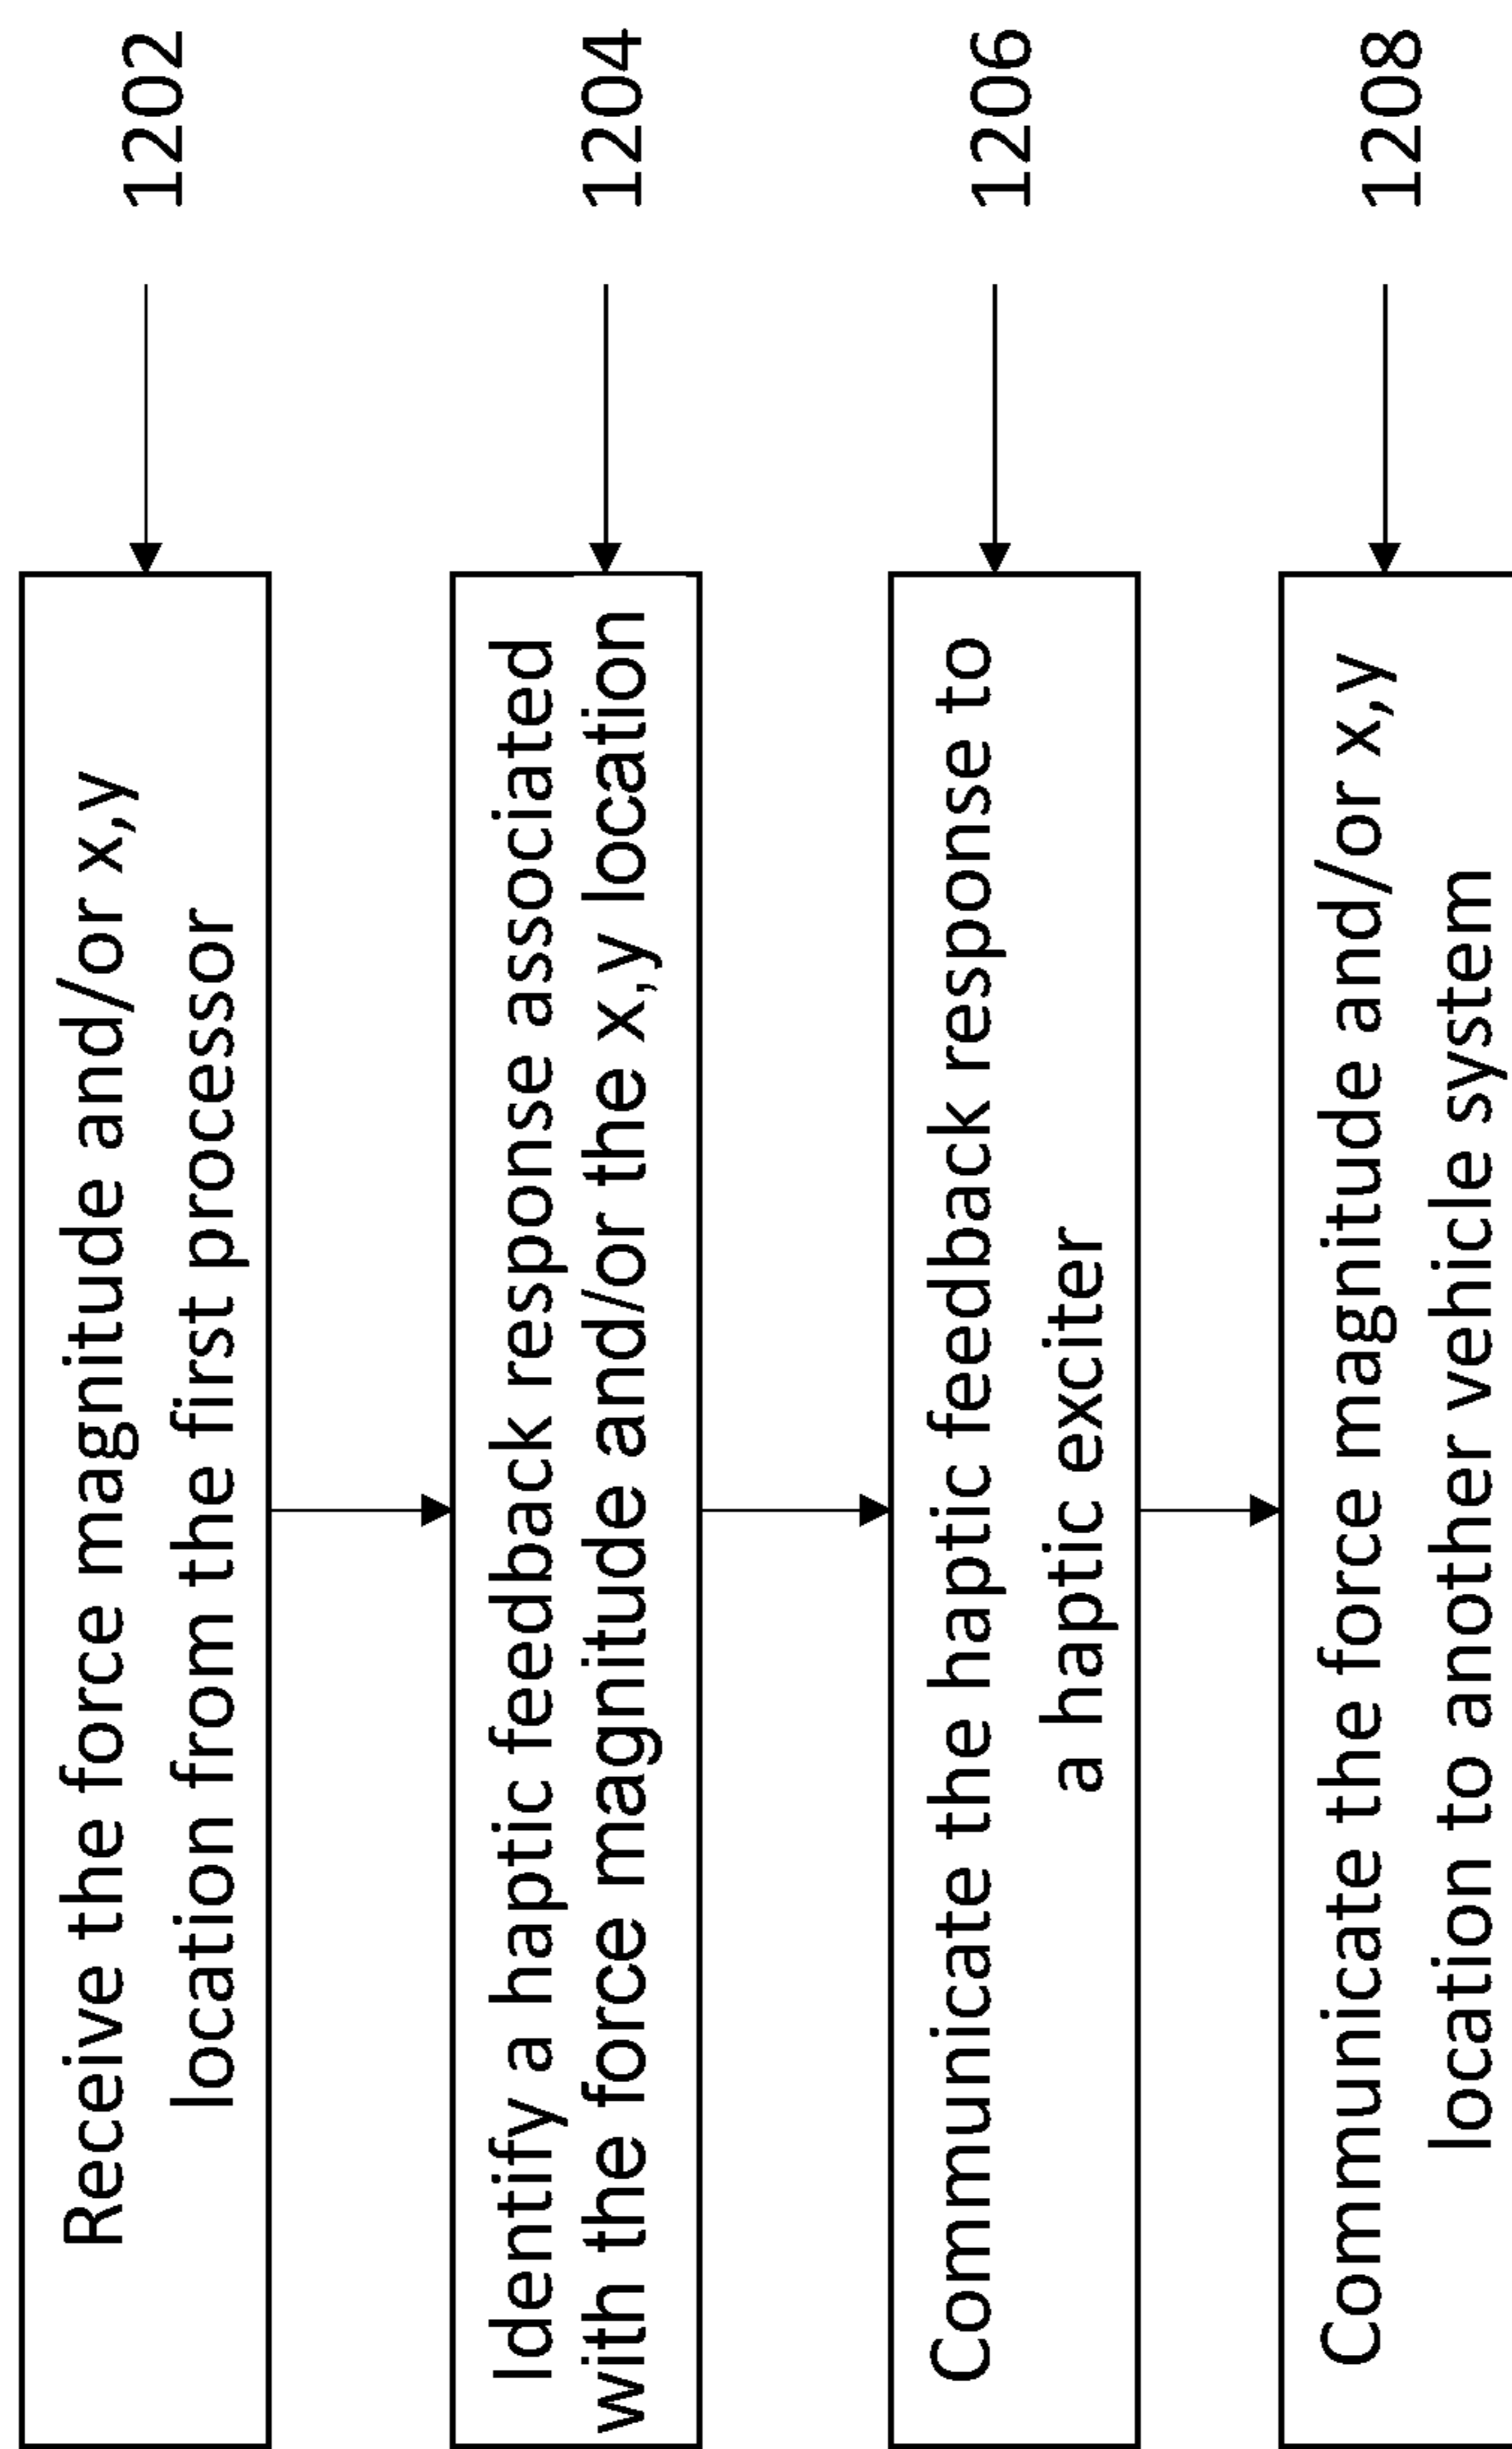 Receive the force magnitude and/or x,y
location from the first processor
1202
Identify a haptic feedback response associated
with the force magnitude and/or the x,y location
1204
Communicate the haptic feedback response to
a haptic exciter
1206
Communicate the force magnitude and/or x,y
location to another vehicle system
1208